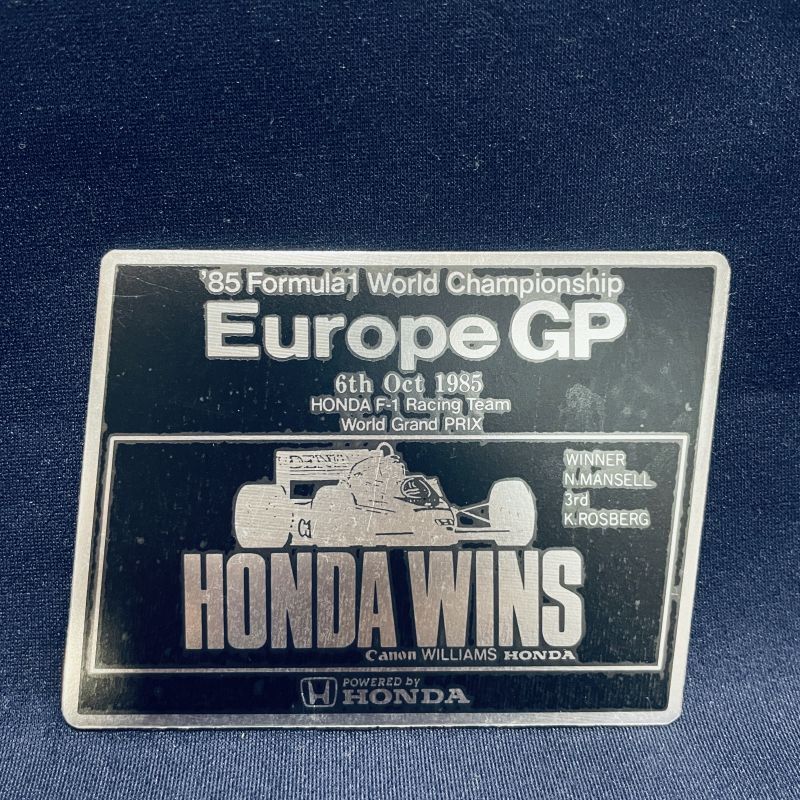 '85 Formula 1 World Championship
Europe GP
6th Oct 1985
HONDA F-1 Racing Team
World Grand PRIX
WINNER
N.MANSELL
3rd
K.ROSBERG
HONDA WINS
Canon WILLIAMS HONDA
POWERED by
HONDA